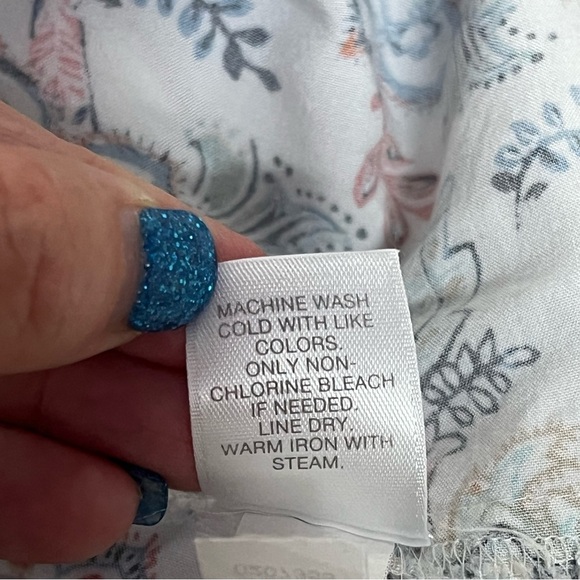 MACHINE WASH
COLD WITH LIKE
COLORS.
ONLY NON-
CHLORINE BLEACH
IF NEEDED.
LINE DRY.
WARM IRON WITH
STEAM.